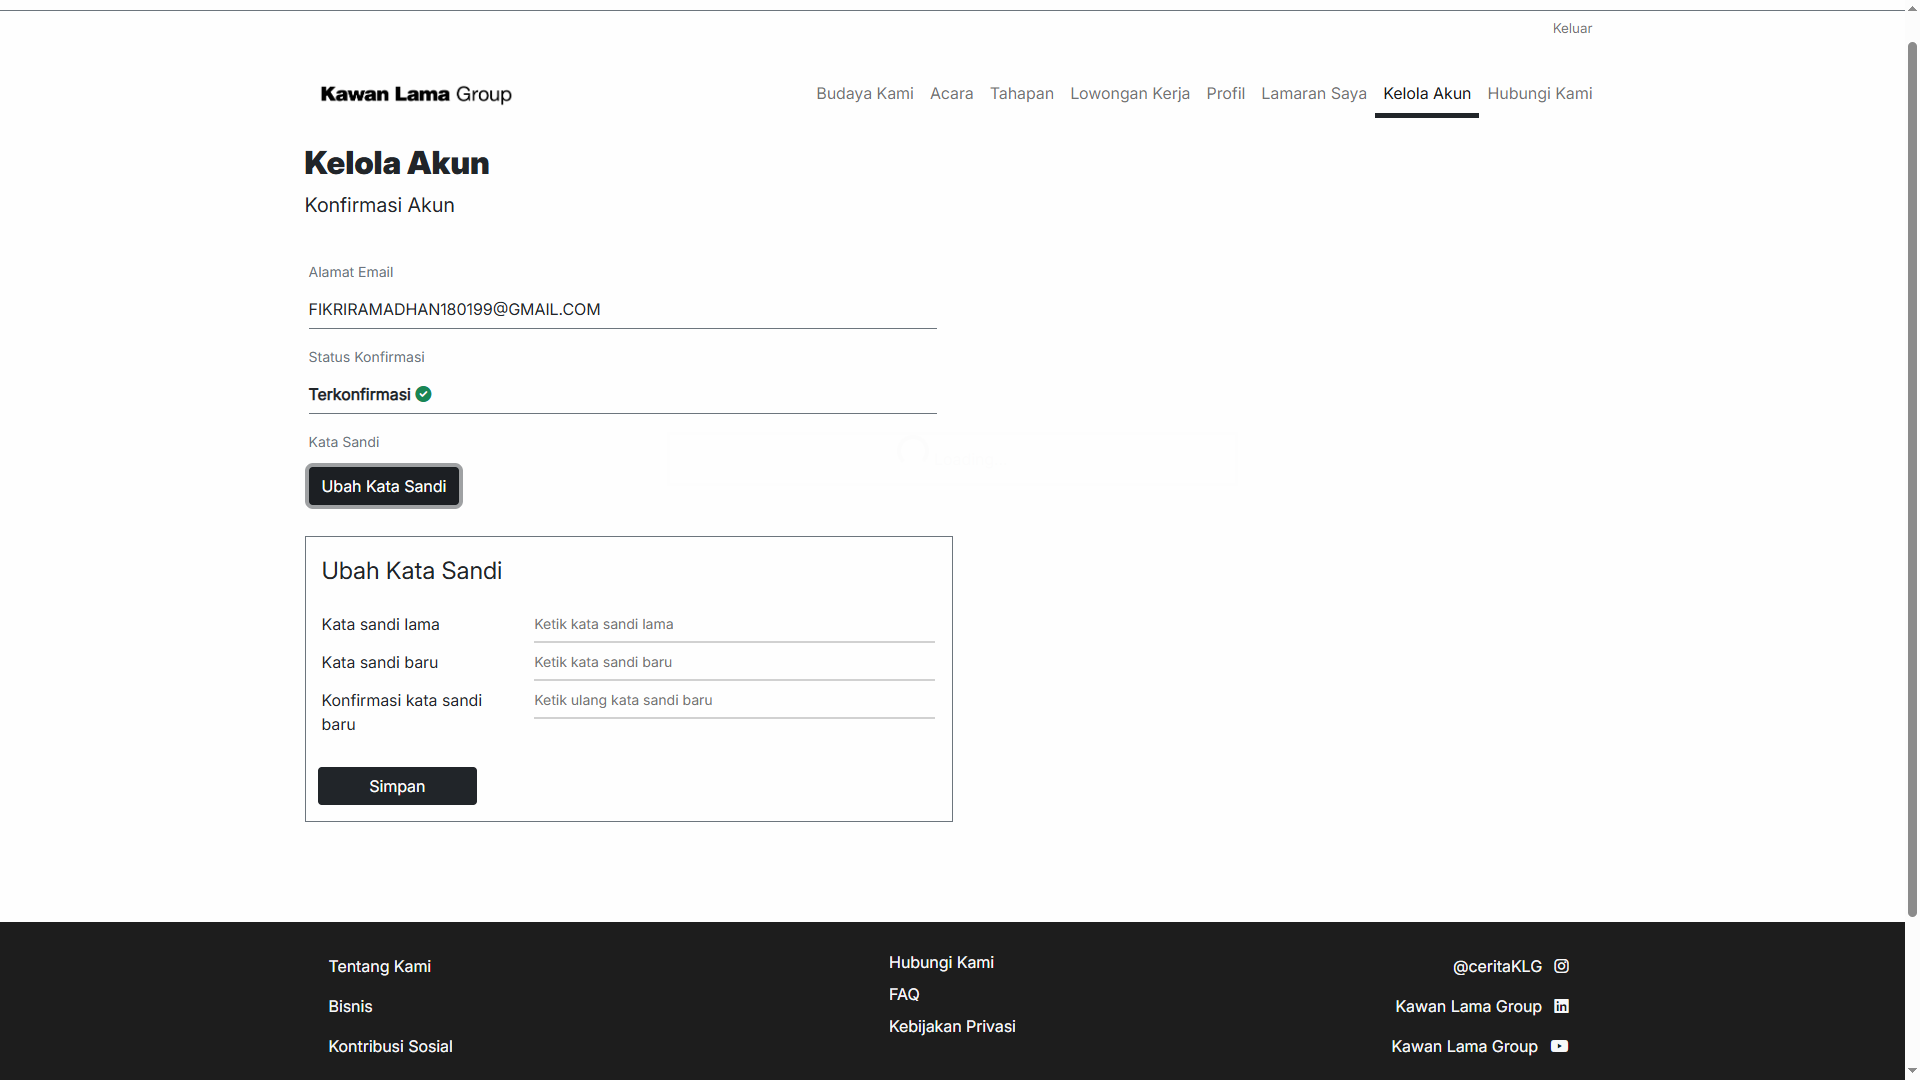 Keluar
Kawan Lama Group
Budaya Kami
Acara
Tahapan
Lowongan Kerja
Profil
Lamaran Saya
Kelola Akun
Hubungi Kami
Kelola Akun
Konfirmasi Akun
Alamat Email
FIKRIRAMADHAN180199@GMAIL.COM
Status Konfirmasi
Terkonfirmasi
Kata Sandi
Ubah Kata Sandi
Ubah Kata Sandi
Kata sandi lama
Ketik kata sandi lama
Kata sandi baru
Ketik kata sandi baru
Konfirmasi kata sandi
baru
Ketik ulang kata sandi baru
Simpan
Tentang Kami
Bisnis
Kontribusi Sosial
Hubungi Kami
FAQ
Kebijakan Privasi
@ceritaKLG
Kawan Lama Group
Kawan Lama Group